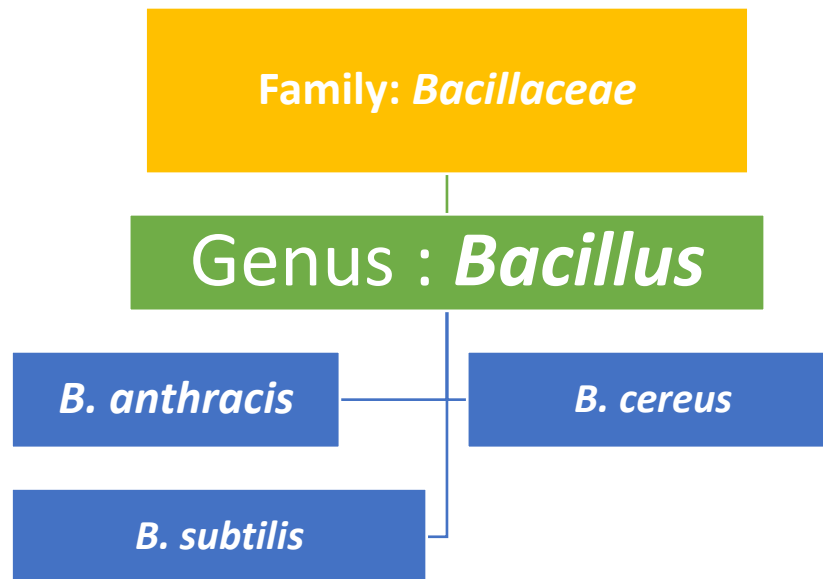 Family: Bacillaceae
Genus : Bacillus
B. anthracis
B. cereus
B. subtilis